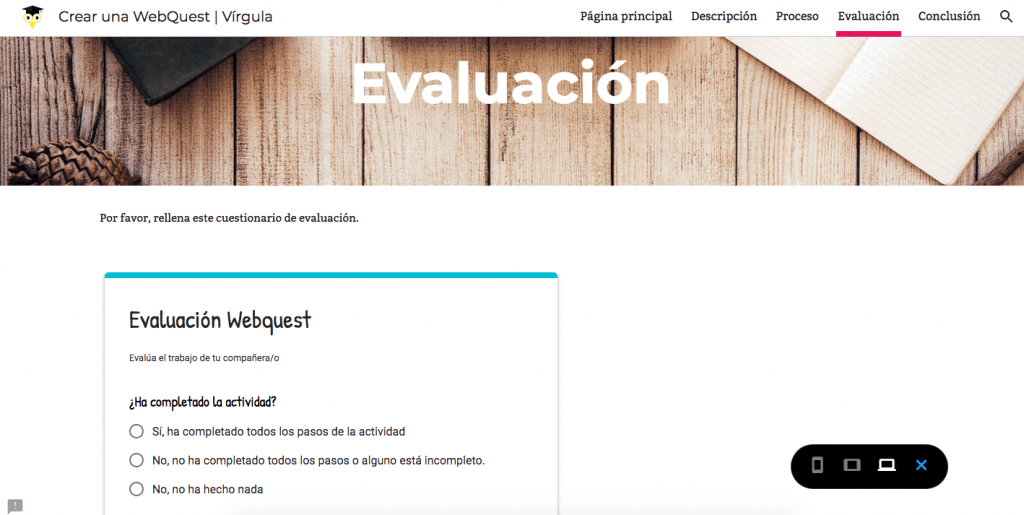 Crear una WebQuest | Vírgula
Página principal Descripción Proceso Evaluación Conclusión
Evaluación
Por favor, rellena este cuestionario de evaluación.
Evaluación Webquest
Evalúa el trabajo de tu compañera/o
¿Ha completado la actividad?
Sí, ha completado todos los pasos de la actividad
No, no ha completado todos los pasos o alguno está incompleto.
No, no ha hecho nada